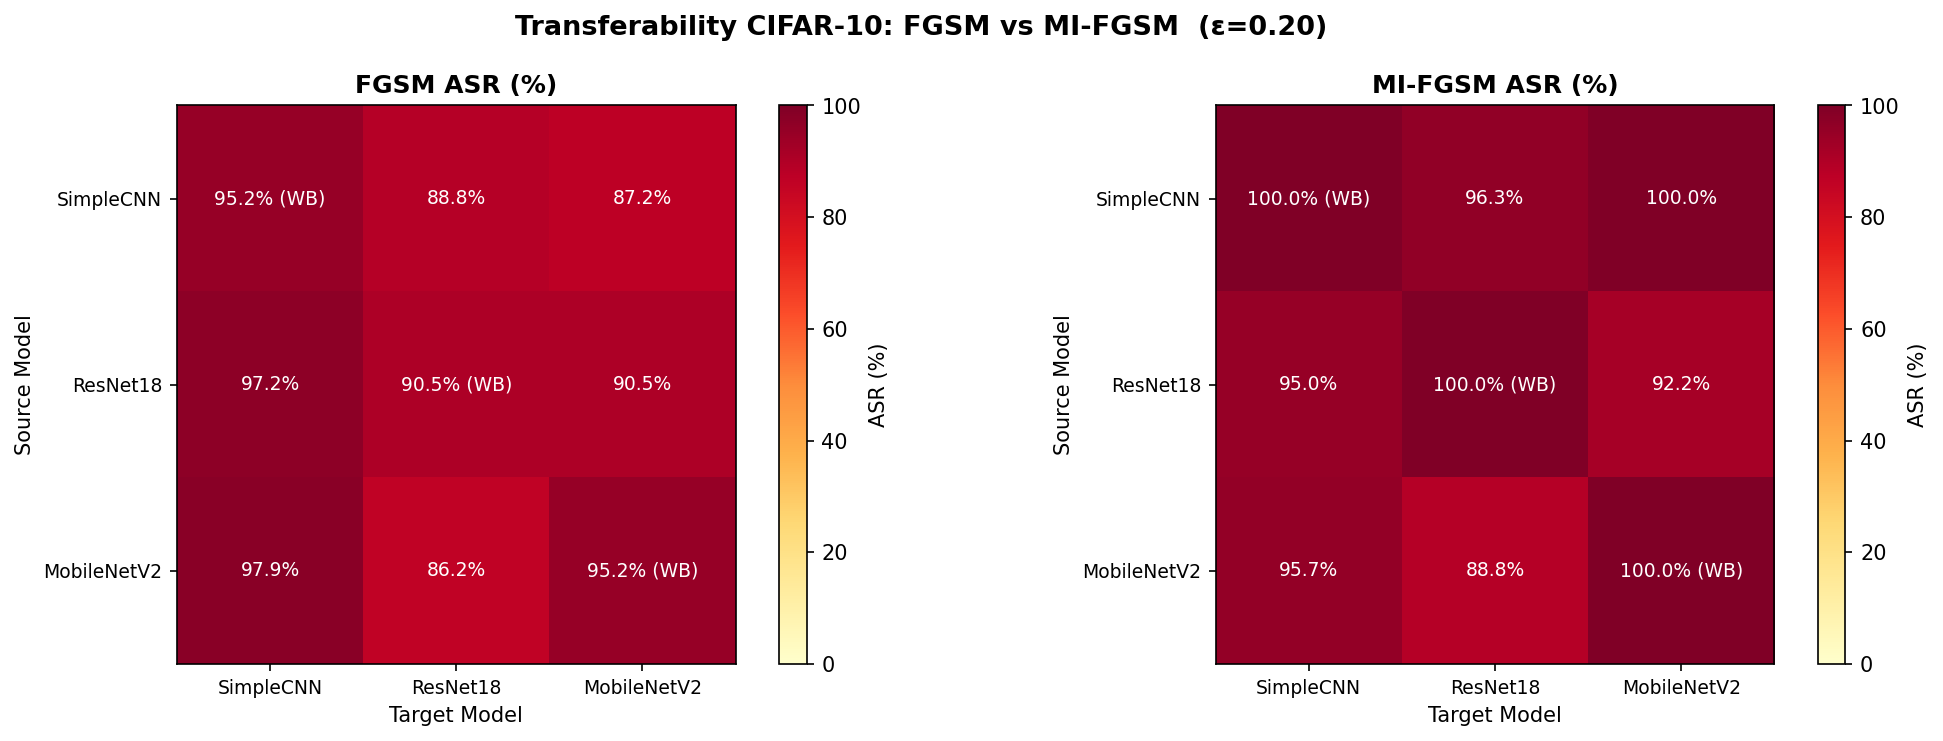 Transferability CIFAR-10: FGSM vs MI-FGSM (ε=0.20)
FGSM ASR (%)
Source Model
SimpleCNN
ResNet18
MobileNetV2
95.2% (WB) 88.8% 87.2%
97.2% 90.5% (WB) 90.5%
97.9% 86.2% 95.2% (WB)
SimpleCNN ResNet18 MobileNetV2
Target Model
100
80
60
40
20
0
ASR (%)
MI-FGSM ASR (%)
Source Model
SimpleCNN
ResNet18
MobileNetV2
100.0% (WB) 96.3% 100.0%
95.0% 100.0% (WB) 92.2%
95.7% 88.8% 100.0% (WB)
SimpleCNN ResNet18 MobileNetV2
Target Model
100
80
60
40
20
0
ASR (%)